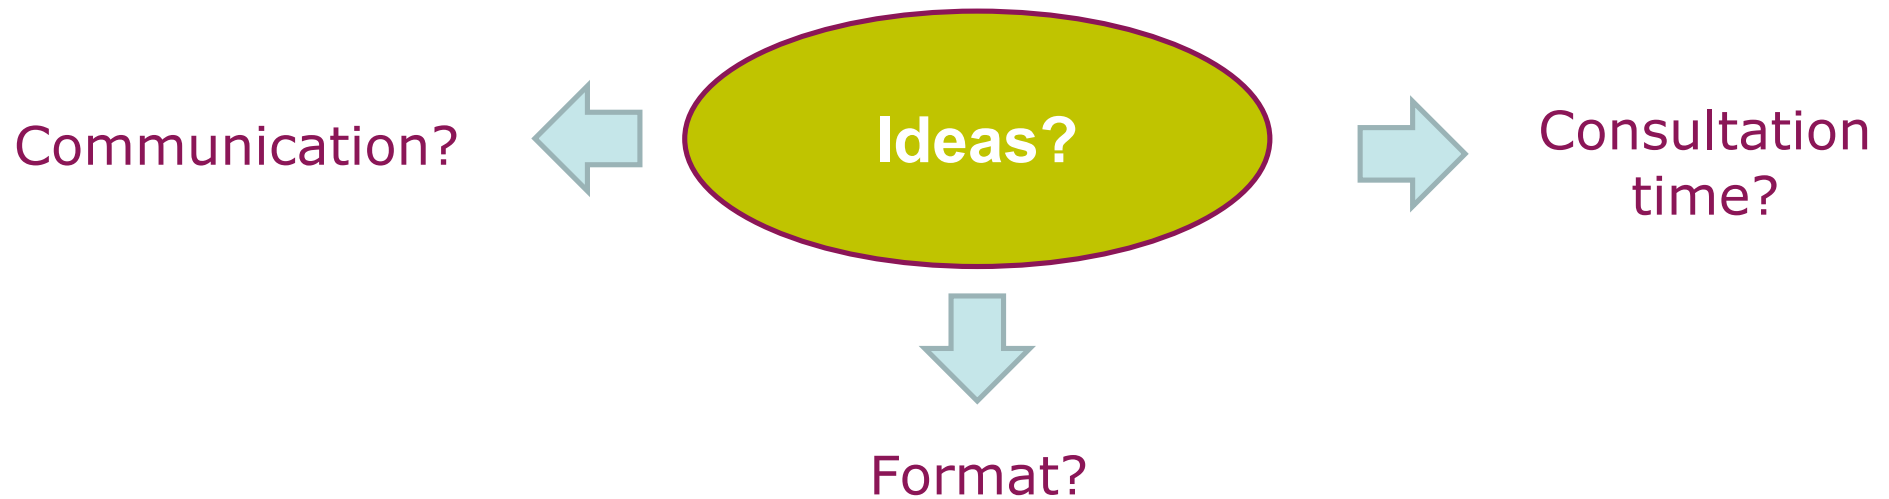 Ideas?
Communication?
Consultation
time?
Format?